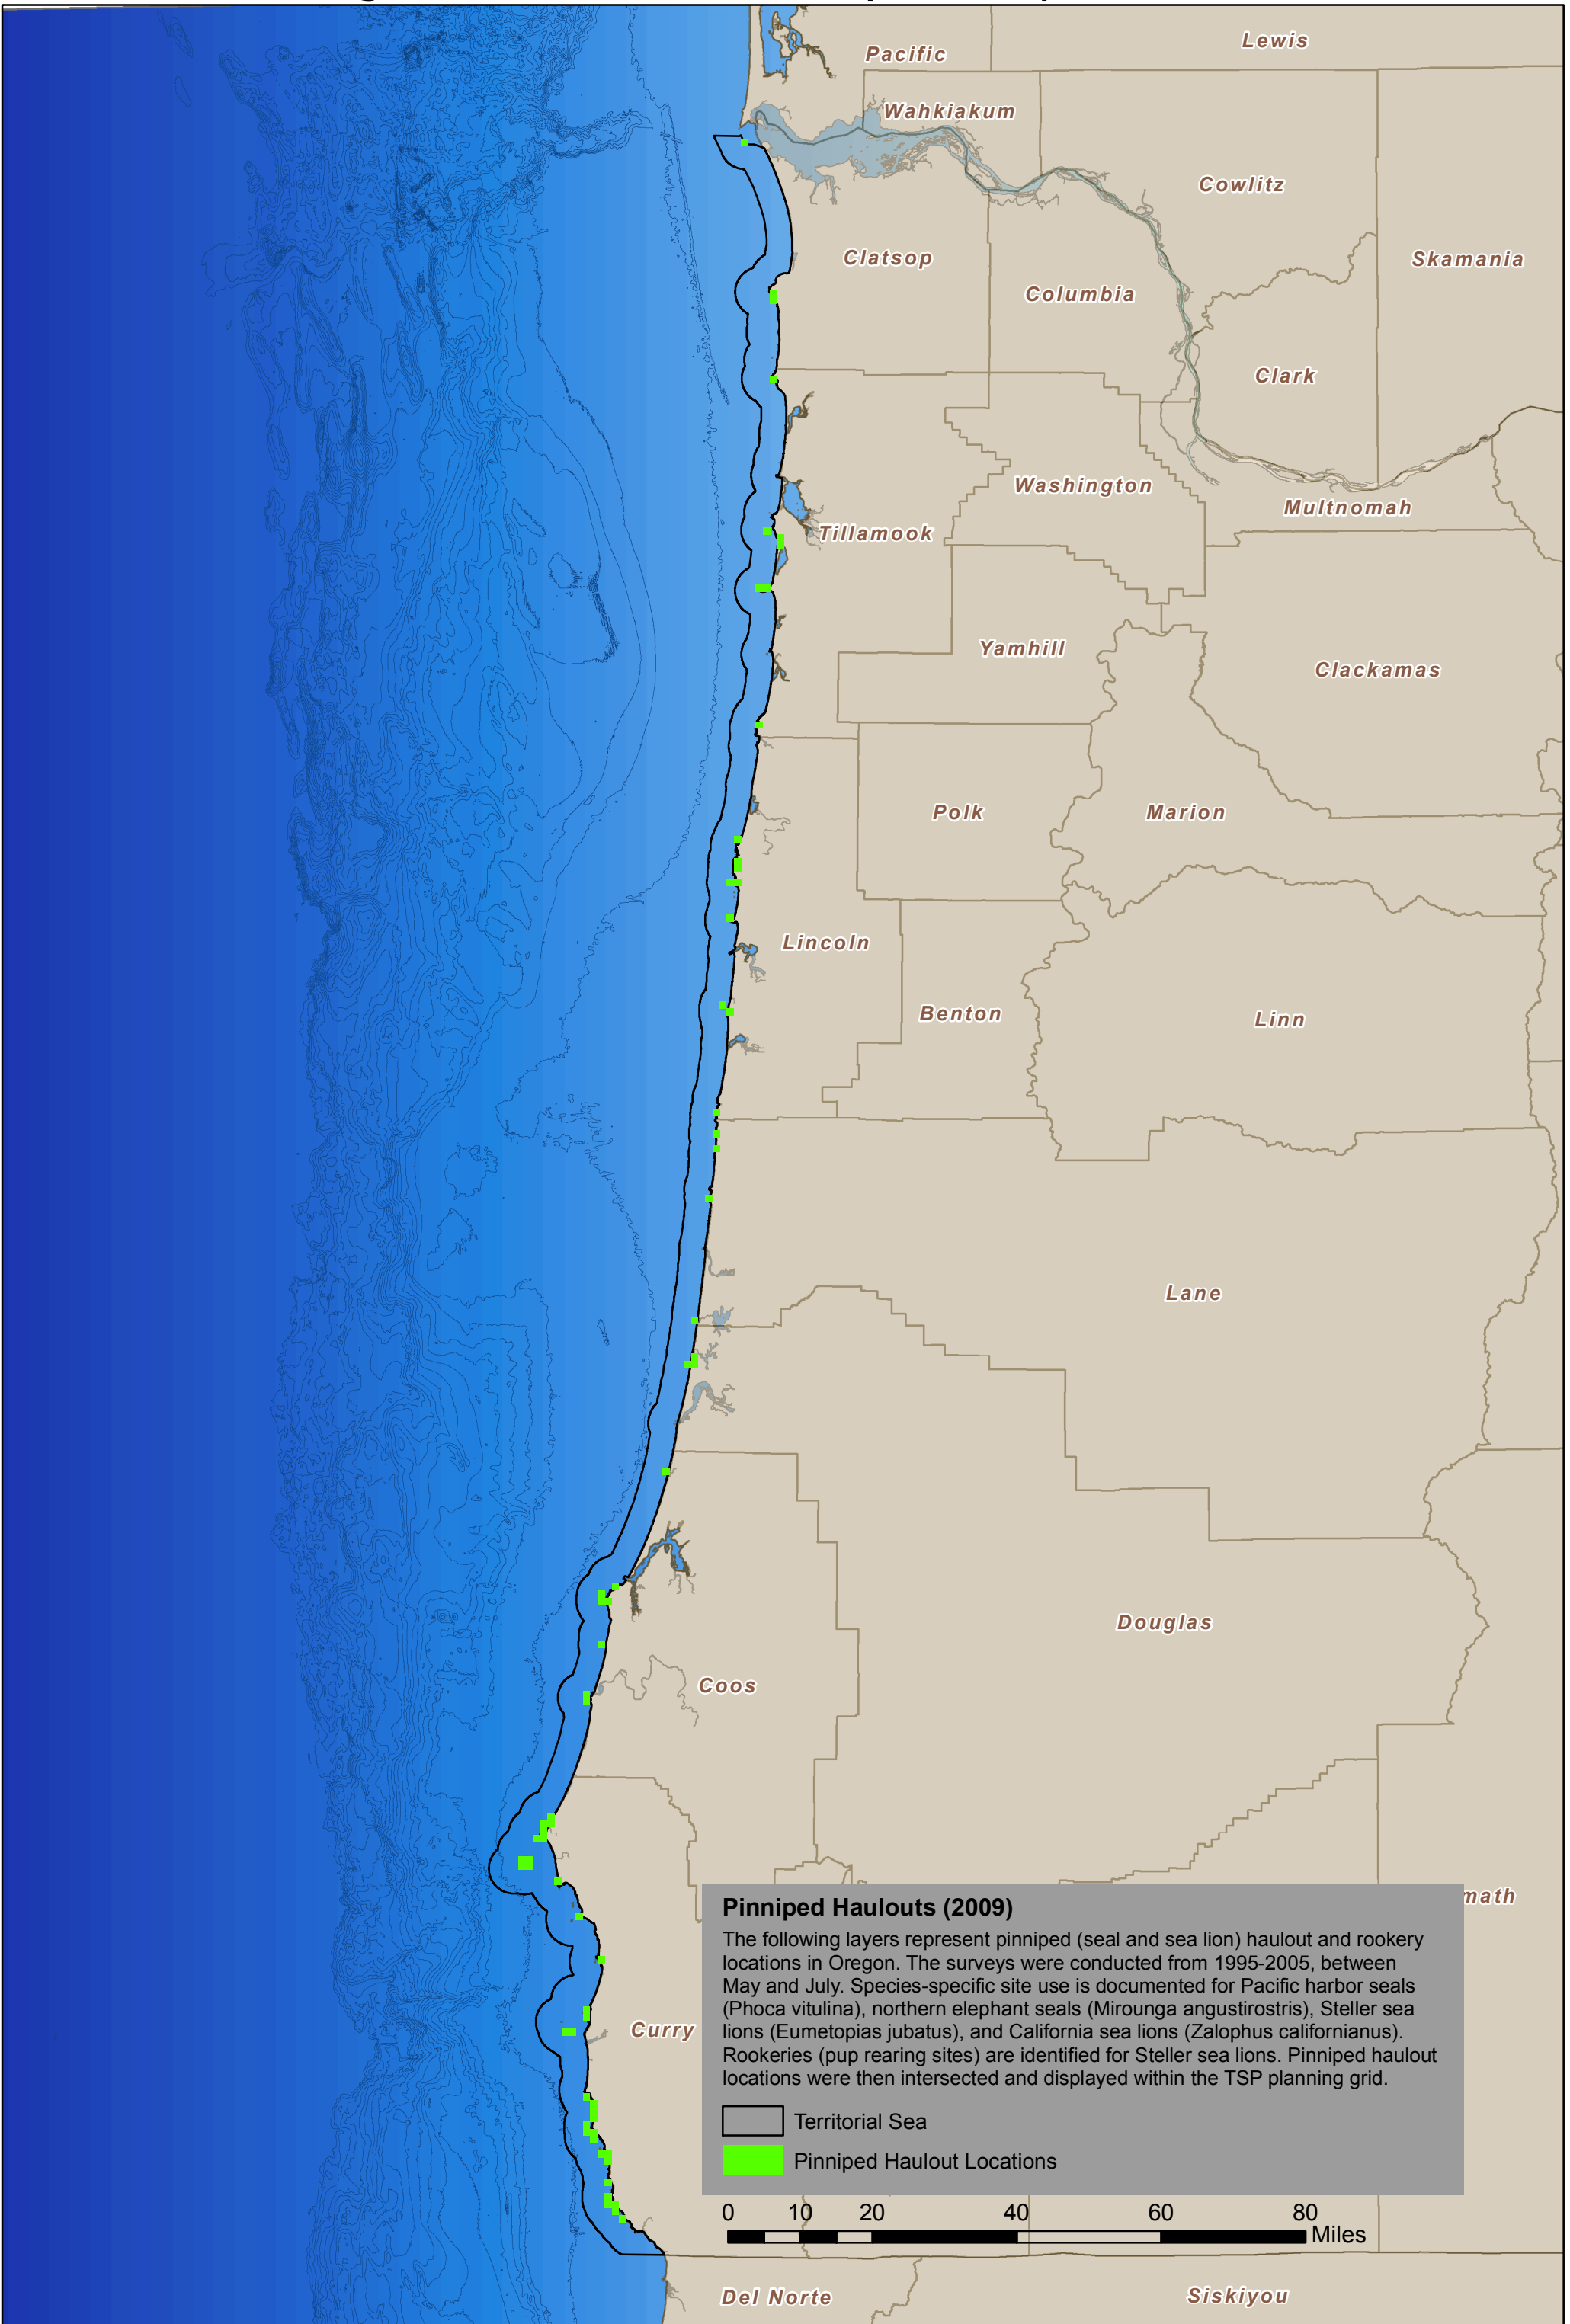 Pacific
Lewis
Wahkiakum
Cowlitz
Clatsop
Skamania
Columbia
Clark
Washington
Multnomah
Tillamook
Yamhill
Clackamas
Polk
Marion
Lincoln
Benton
Linn
Lane
Douglas
Coos
math
Curry
Pinniped Haulouts (2009)
The following layers represent pinniped (seal and sea lion) haulout and rookery
locations in Oregon. The surveys were conducted from 1995-2005, between
May and July. Species-specific site use is documented for Pacific harbor seals
(Phoca vitulina), northern elephant seals (Mirounga angustirostris), Steller sea
lions (Eumetopias jubatus), and California sea lions (Zalophus californianus).
Rookeries (pup rearing sites) are identified for Steller sea lions. Pinniped haulout
locations were then intersected and displayed within the TSP planning grid.
Territorial Sea
Pinniped Haulout Locations
0 10 20 40 60 80
Miles
Del Norte
Siskiyou